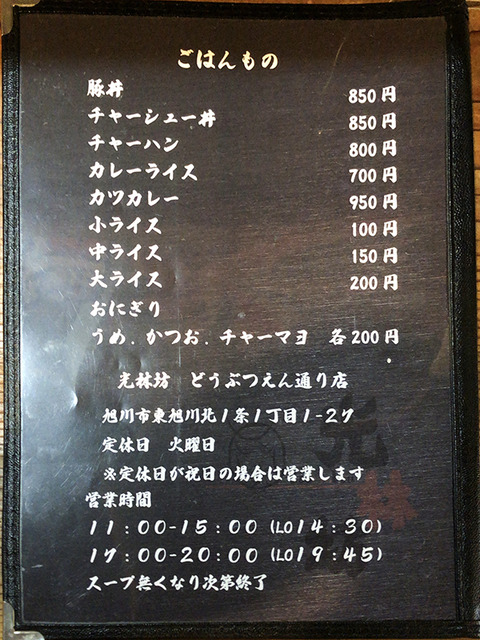 ごはんもの
豚丼 850円
チャーシュー丼 850円
チャーハン 800円
カレーライス 700円
カツカレー 950円
小ライス 100円
中ライス 150円
大ライス 200円
おにぎり
うめ.かつお.チャーマヨ 各200円
光林坊 どうぶつえん通り店
旭川市東旭川北1条1丁目1-27
定休日 火曜日
※定休日が祝日の場合は営業します
営業時間
11:00-15:00(LO14:30)
17:00-20:00(LO19:45)
スープ無くなり次第終了
光
林